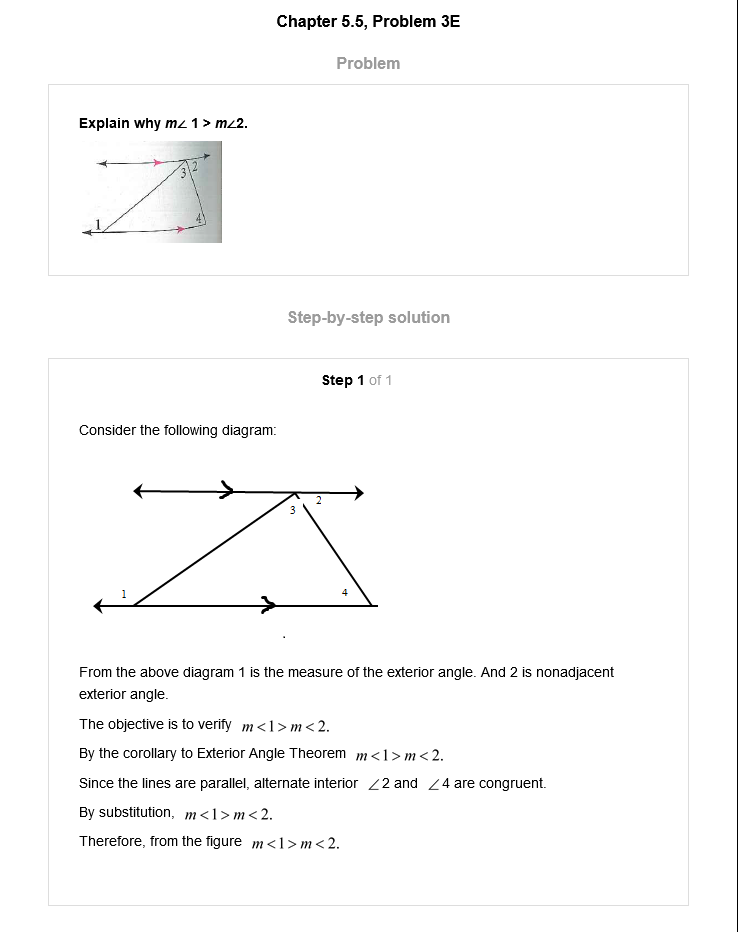 Chapter 5.5, Problem 3E
Problem
Explain why m∠ 1 > m∠2.
3 2
1 4
Step-by-step solution
Step 1 of 1
Consider the following diagram:
2
3
1 4
From the above diagram 1 is the measure of the exterior angle. And 2 is nonadjacent
exterior angle.
The objective is to verify m<1>m<2.
By the corollary to Exterior Angle Theorem m<1>m<2.
Since the lines are parallel, alternate interior ∠2 and ∠4 are congruent.
By substitution, m<1>m<2.
Therefore, from the figure m<1>m<2.